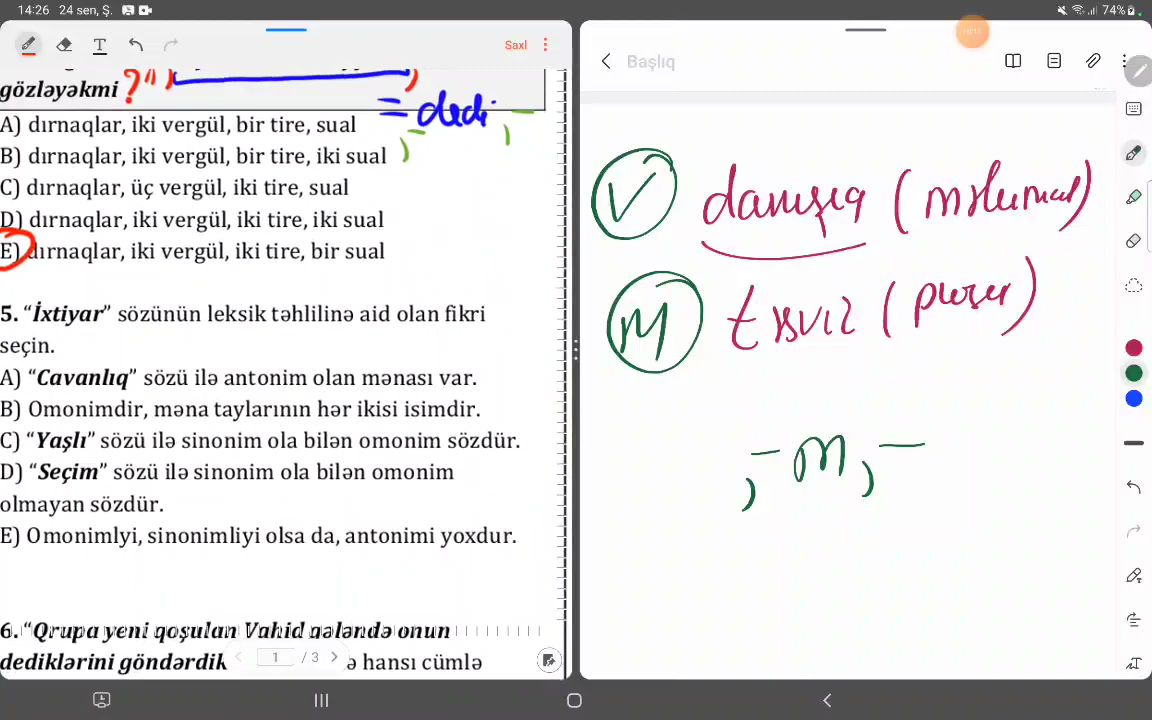 14:26 24 sen, Ş. 74%
Saxl
Başlıq
gözləyəkmi ?"
= dedi
A) dırnaqlar, iki vergül, bir tire, sual
B) dırnaqlar, iki vergül, bir tire, iki sual
C) dırnaqlar, üç vergül, iki tire, sual
D) dırnaqlar, iki vergül, iki tire, iki sual
E) dırnaqlar, iki vergül, iki tire, bir sual
5. “İxtiyar” sözünün leksik təhlilinə aid olan fikri
seçin.
A) “Cavanlıq” sözü ilə antonim olan mənası var.
B) Omonimdir, məna taylarının hər ikisi isimdir.
C) “Yaşlı” sözü ilə sinonim ola bilən omonim sözdür.
D) “Seçim” sözü ilə sinonim ola bilən omonim
olmayan sözdür.
E) Omonimlyi, sinonimliyi olsa da, antonimi yoxdur.
6. “Qrupa yeni qoşulan Vahid gələndə onun
dediklərini göndərdik ə hansı cümlə
1 / 3
V danışıq (məlumat)
M təsviz (
,- m ,-